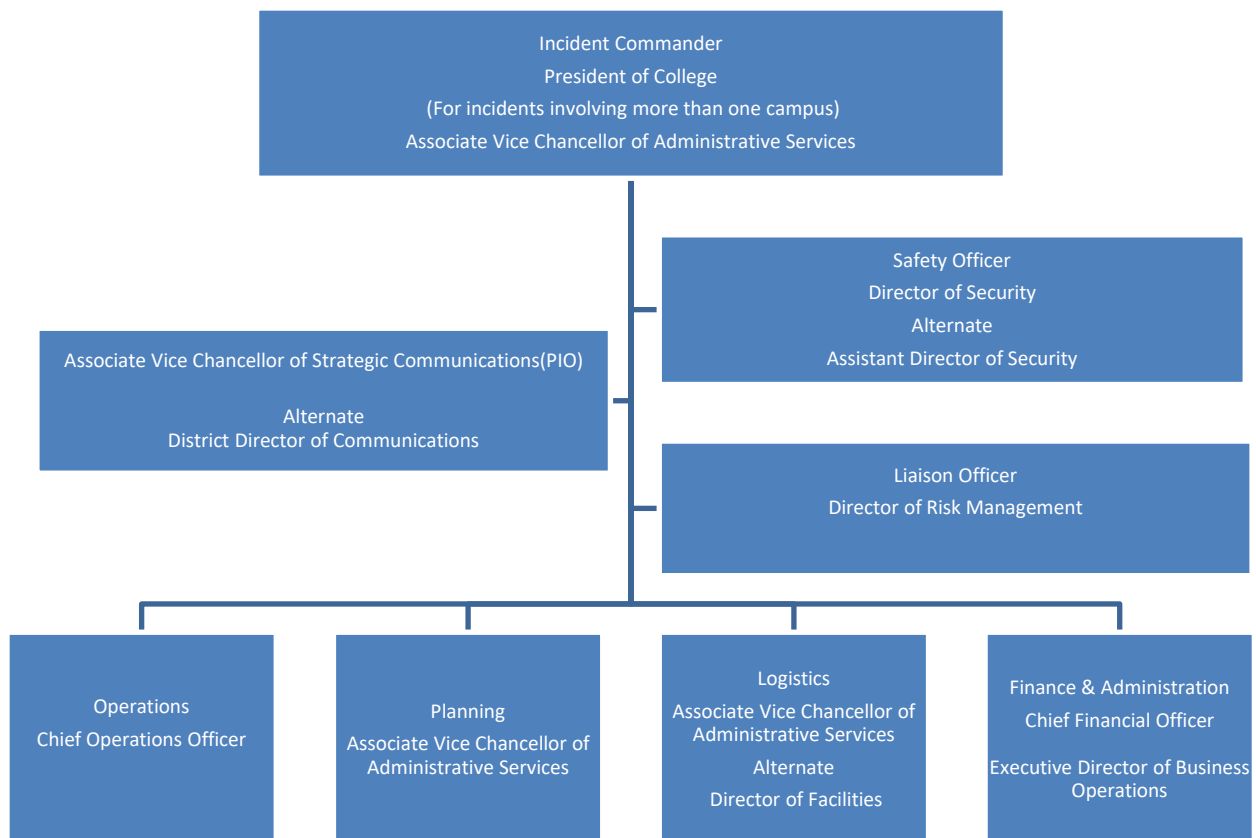 Incident Commander
President of College
(For incidents involving more than one campus)
Associate Vice Chancellor of Administrative Services
Safety Officer
Director of Security
Alternate
Assistant Director of Security
Associate Vice Chancellor of Strategic Communications(PIO)
Alternate
District Director of Communications
Liaison Officer
Director of Risk Management
Operations
Chief Operations Officer
Planning
Associate Vice Chancellor of
Administrative Services
Logistics
Associate Vice Chancellor of
Administrative Services
Alternate
Director of Facilities
Finance & Administration
Chief Financial Officer
Executive Director of Business
Operations